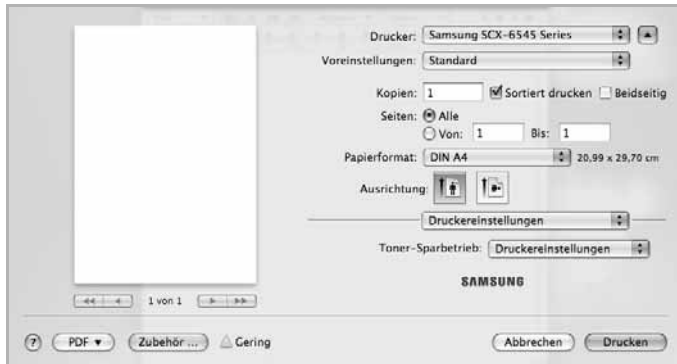 Drucker: Samsung SCX-6545 Series
Voreinstellungen: Standard
Kopien: 1 Sortiert drucken Beidseitig
Seiten: Alle
Von: 1 Bis: 1
Papierformat: DIN A4 20,99 x 29,70 cm
Ausrichtung:
Druckereinstellungen
Toner-Sparbetrieb: Druckereinstellungen
SAMSUNG
1 von 1
? PDF Zubehör ... Gering Abbrechen Drucken